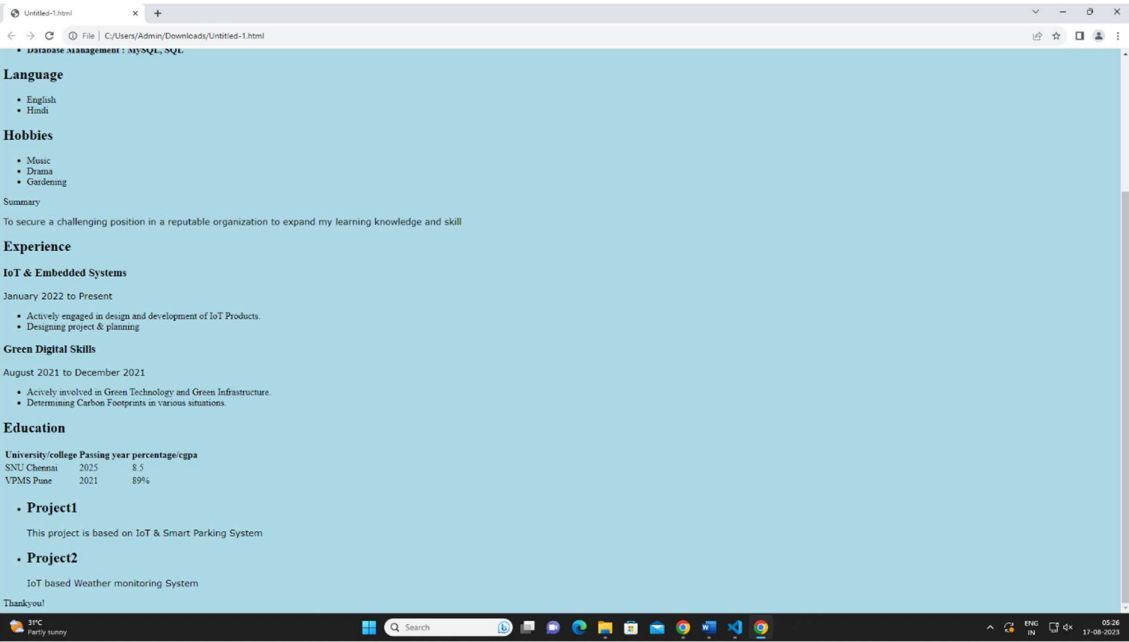 Untitled-1.html
File | C:/Users/Admin/Downloads/Untitled-1.html
Database Management : MySQL, SQL
Language
English
Hindi
Hobbies
Music
Drama
Gardening
Summary
To secure a challenging position in a reputable organization to expand my learning knowledge and skill
Experience
IoT & Embedded Systems
January 2022 to Present
Actively engaged in design and development of IoT Products.
Designing project & planning
Green Digital Skills
August 2021 to December 2021
Acively involved in Green Technology and Green Infrastructure.
Determining Carbon Footprints in various situations.
Education
University/college Passing year percentage/cgpa
SNU Chennai 2025 8.5
VPMS Pune 2021 89%
Project1
This project is based on IoT & Smart Parking System
Project2
IoT based Weather monitoring System
Thankyou!
31°C
Partly sunny
Search
ENG
IN
05:26
17-08-2023